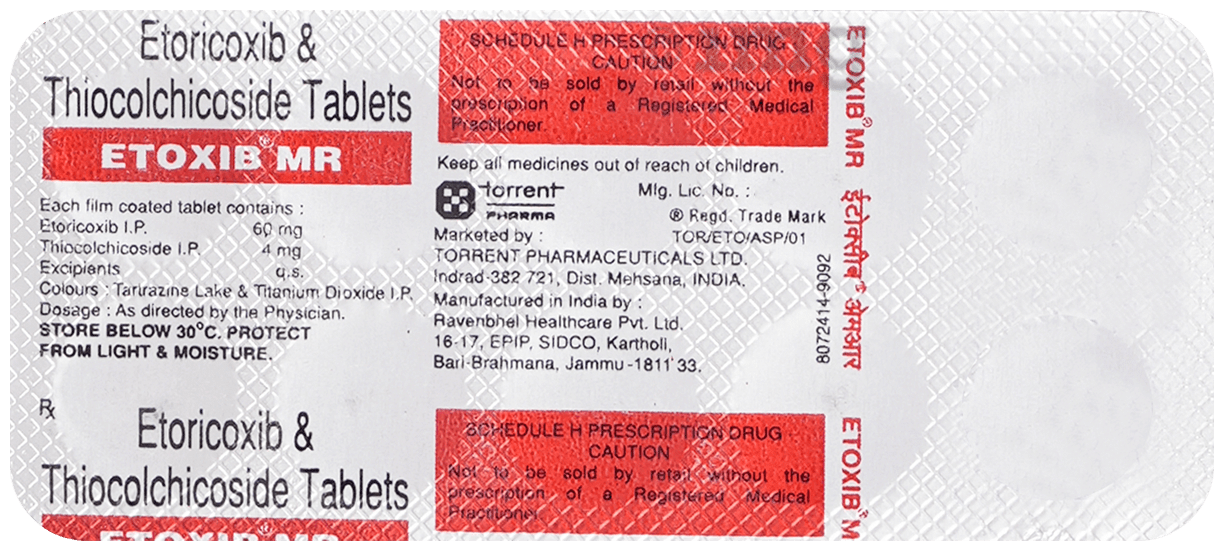 Etoricoxib &
Thiocolchicoside Tablets
ETOXIB® MR
Each film coated tablet contains :
Etoricoxib I.P. 60 mg
Thiocolchicoside I.P. 4 mg
Excipients q.s.
Colours : Tartrazine Lake & Titanium Dioxide I.P.
Dosage : As directed by the Physician.
STORE BELOW 30°C. PROTECT
FROM LIGHT & MOISTURE.
℞
Etoricoxib &
Thiocolchicoside Tablets
ETOXIB MR
SCHEDULE H PRESCRIPTION DRUG
CAUTION
Not to be sold by retail without the
prescription of a Registered Medical
Practitioner.
Keep all medicines out of reach of children.
torrent
PHARMA
Mfg. Lic. No. :
® Regd. Trade Mark
Marketed by : TOR/ETO/ASP/01
TORRENT PHARMACEUTICALS LTD.
Indrad-382 721, Dist. Mehsana, INDIA.
Manufactured in India by :
Ravenbhel Healthcare Pvt. Ltd.
16-17, EPIP, SIDCO, Kartholi,
Bari-Brahmana, Jammu-181133.
SCHEDULE H PRESCRIPTION DRUG
CAUTION
Not to be sold by retail without the
prescription of a Registered Medical
Practitioner.
8072414-9092
ETOXIB® MR ईटोक्सीब® एमआर
ETOXIB® M